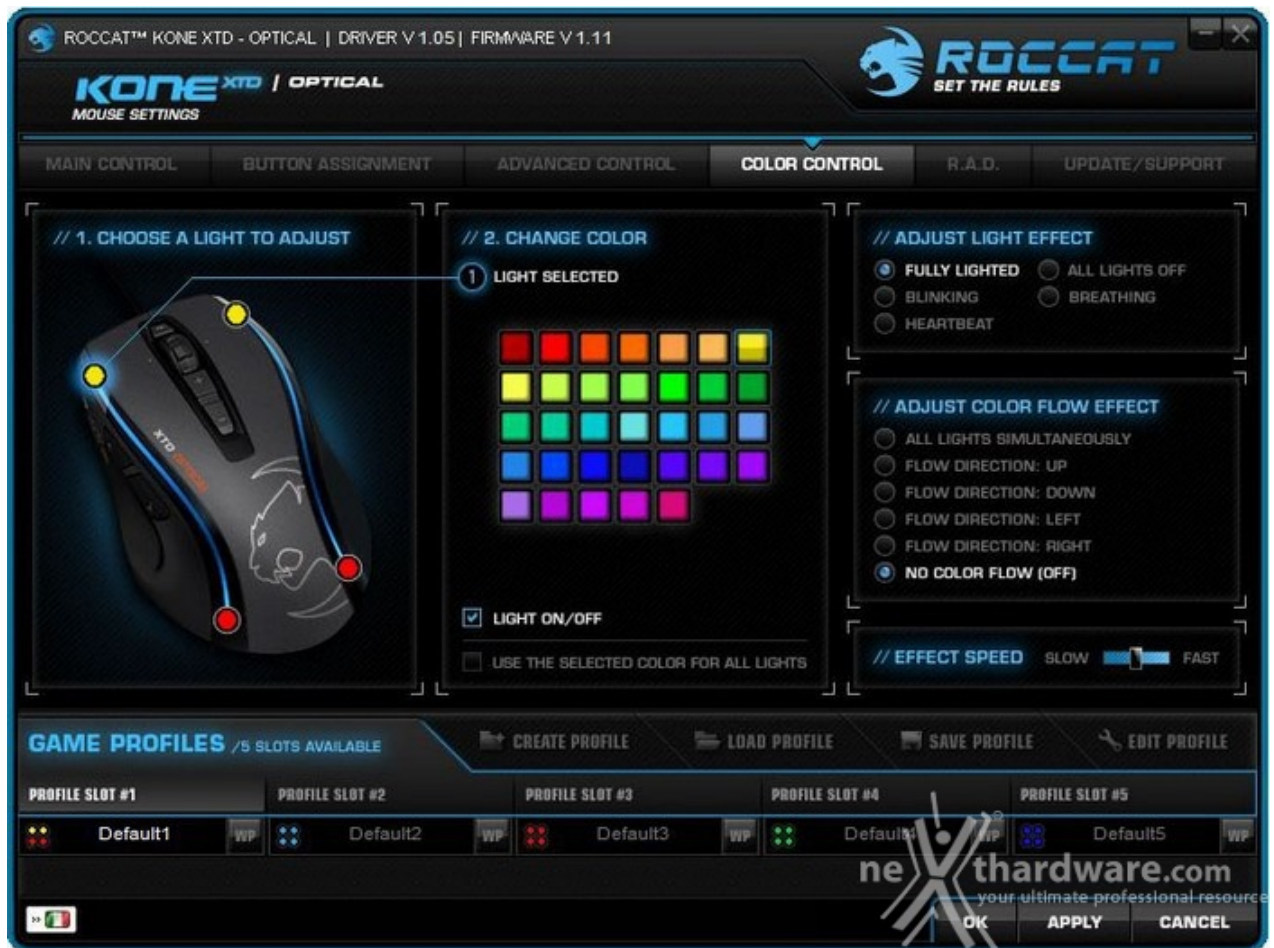 ROCCAT™ KONE XTD - OPTICAL | DRIVER V 1.05 | FIRMWARE V 1.11
KONE XTD / OPTICAL
MOUSE SETTINGS
ROCCAT
SET THE RULES
MAIN CONTROL BUTTON ASSIGNMENT ADVANCED CONTROL COLOR CONTROL R.A.D. UPDATE/SUPPORT
// 1. CHOOSE A LIGHT TO ADJUST
XTD OPTICAL
// 2. CHANGE COLOR
1 LIGHT SELECTED
LIGHT ON/OFF
USE THE SELECTED COLOR FOR ALL LIGHTS
// ADJUST LIGHT EFFECT
FULLY LIGHTED ALL LIGHTS OFF
BLINKING BREATHING
HEARTBEAT
// ADJUST COLOR FLOW EFFECT
ALL LIGHTS SIMULTANEOUSLY
FLOW DIRECTION: UP
FLOW DIRECTION: DOWN
FLOW DIRECTION: LEFT
FLOW DIRECTION: RIGHT
NO COLOR FLOW (OFF)
// EFFECT SPEED SLOW FAST
GAME PROFILES /5 SLOTS AVAILABLE CREATE PROFILE LOAD PROFILE SAVE PROFILE EDIT PROFILE
PROFILE SLOT #1 PROFILE SLOT #2 PROFILE SLOT #3 PROFILE SLOT #4 PROFILE SLOT #5
Default1 WP Default2 WP Default3 WP Default4 WP Default5 WP
nexthardware.com
your ultimate professional resource
»
OK APPLY CANCEL